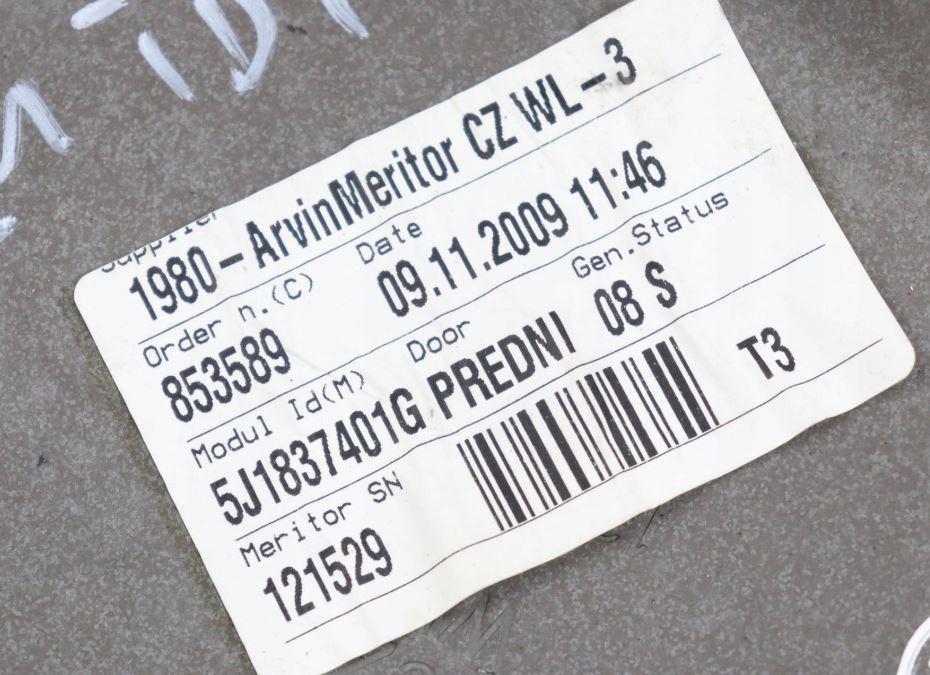 Supplier
1980-ArvinMeritor CZ WL-3
Order n.(C) Date
853589 09.11.2009 11:46
Modul Id(M) Door Gen.Status
5J1837401G PREDNI 08 S
Meritor SN
121529 T3